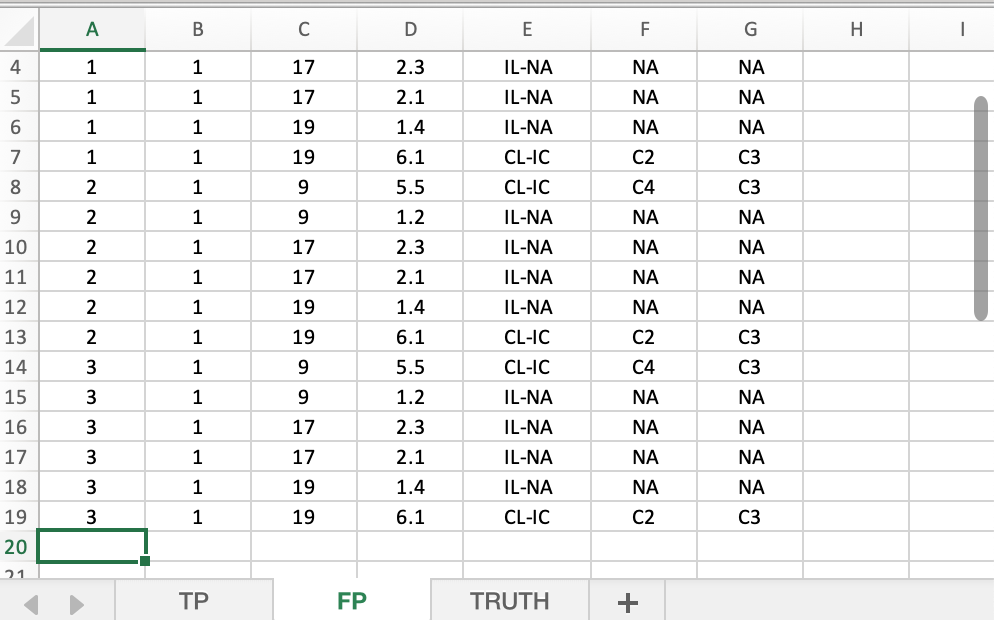 A B C D E F G H I
4 1 1 17 2.3 IL-NA NA NA
5 1 1 17 2.1 IL-NA NA NA
6 1 1 19 1.4 IL-NA NA NA
7 1 1 19 6.1 CL-IC C2 C3
8 2 1 9 5.5 CL-IC C4 C3
9 2 1 9 1.2 IL-NA NA NA
10 2 1 17 2.3 IL-NA NA NA
11 2 1 17 2.1 IL-NA NA NA
12 2 1 19 1.4 IL-NA NA NA
13 2 1 19 6.1 CL-IC C2 C3
14 3 1 9 5.5 CL-IC C4 C3
15 3 1 9 1.2 IL-NA NA NA
16 3 1 17 2.3 IL-NA NA NA
17 3 1 17 2.1 IL-NA NA NA
18 3 1 19 1.4 IL-NA NA NA
19 3 1 19 6.1 CL-IC C2 C3
20
21
TP FP TRUTH +